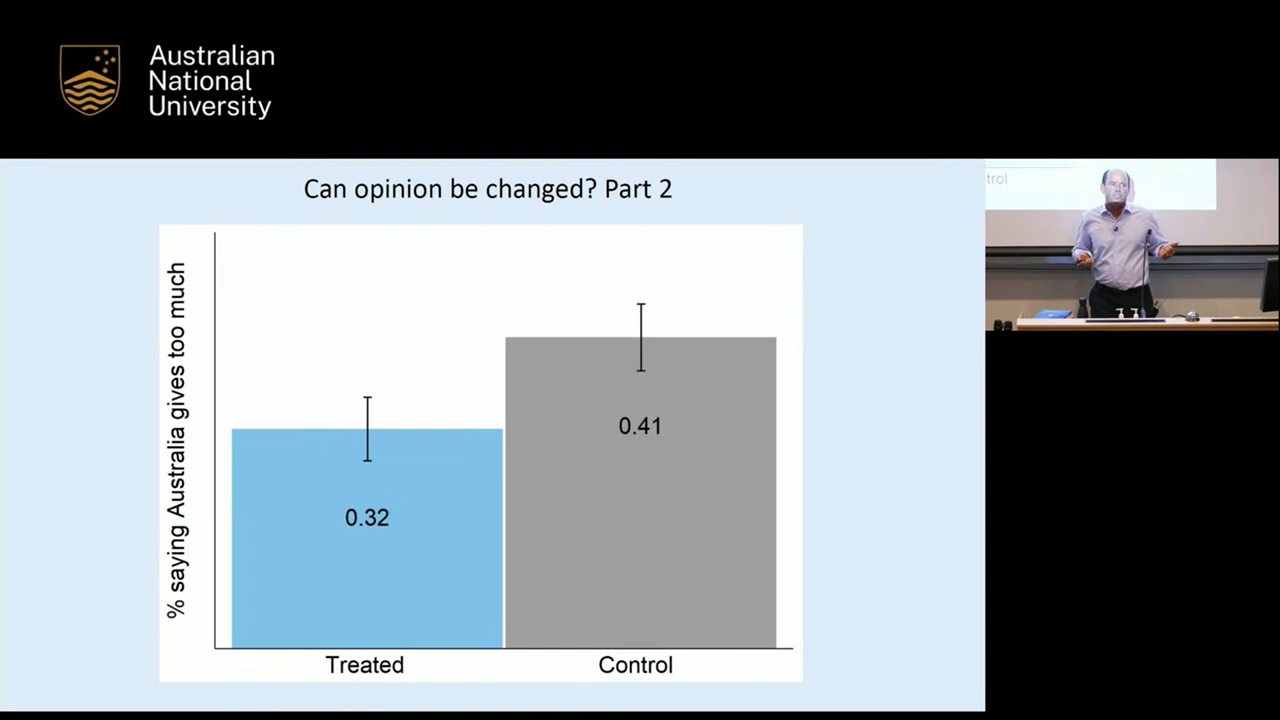 Australian
National
University
Can opinion be changed? Part 2
% saying Australia gives too much
0.32
0.41
Treated
Control
trol